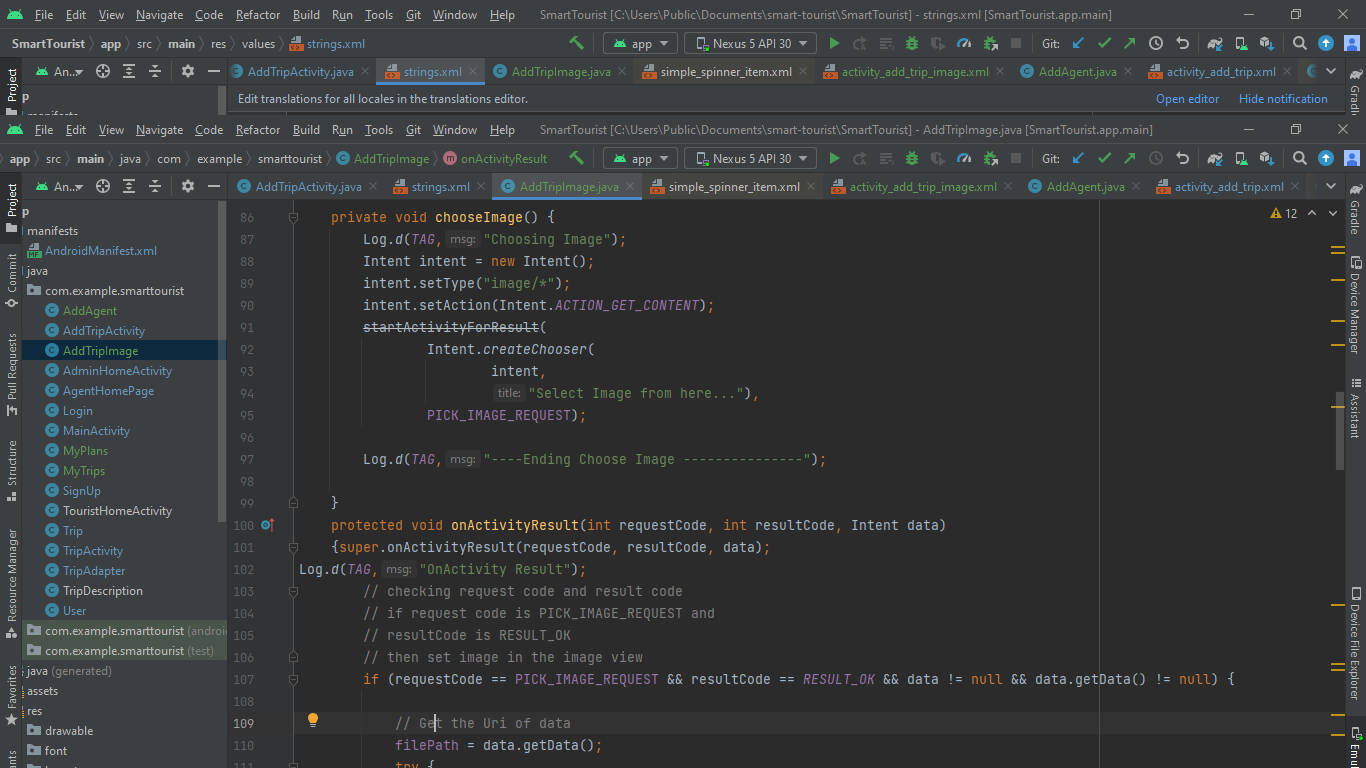 File Edit View Navigate Code Refactor Build Run Tools Git Window Help SmartTourist [C:\Users\Public\Documents\smart-tourist\SmartTourist] - strings.xml [SmartTourist.app.main]
SmartTourist app src main res values strings.xml app Nexus 5 API 30 Git:
An... AddTripActivity.java strings.xml AddTripImage.java simple_spinner_item.xml activity_add_trip_image.xml AddAgent.java activity_add_trip.xml
Project
Gradle
Edit translations for all locales in the translations editor. Open editor Hide notification
File Edit View Navigate Code Refactor Build Run Tools Git Window Help SmartTourist [C:\Users\Public\Documents\smart-tourist\SmartTourist] - AddTripImage.java [SmartTourist.app.main]
app src main java com example smarttourist AddTripImage onActivityResult app Nexus 5 API 30 Git:
An... AddTripActivity.java strings.xml AddTripImage.java simple_spinner_item.xml activity_add_trip_image.xml AddAgent.java activity_add_trip.xml
Project
Commit
Pull Requests
Structure
Resource Manager
Favorites
p
manifests
AndroidManifest.xml
java
com.example.smarttourist
AddAgent
AddTripActivity
AddTripImage
AdminHomeActivity
AgentHomePage
Login
MainActivity
MyPlans
MyTrips
SignUp
TouristHomeActivity
Trip
TripActivity
TripAdapter
TripDescription
User
com.example.smarttourist (androi
com.example.smarttourist (test)
java (generated)
assets
res
drawable
font
12
86 private void chooseImage() {
87 Log.d(TAG, msg: "Choosing Image");
88 Intent intent = new Intent();
89 intent.setType("image/*");
90 intent.setAction(Intent.ACTION_GET_CONTENT);
91 startActivityForResult(
92 Intent.createChooser(
93 intent,
94 title: "Select Image from here..."),
95 PICK_IMAGE_REQUEST);
96
97 Log.d(TAG, msg: "----Ending Choose Image ---------------");
98
99 }
100 protected void onActivityResult(int requestCode, int resultCode, Intent data)
101 {super.onActivityResult(requestCode, resultCode, data);
102 Log.d(TAG, msg: "OnActivity Result");
103 // checking request code and result code
104 // if request code is PICK_IMAGE_REQUEST and
105 // resultCode is RESULT_OK
106 // then set image in the image view
107 if (requestCode == PICK_IMAGE_REQUEST && resultCode == RESULT_OK && data != null && data.getData() != null) {
108
109 // Get the Uri of data
110 filePath = data.getData();
111 try {
Gradle
Device Manager
Assistant
Device File Explorer
Emul